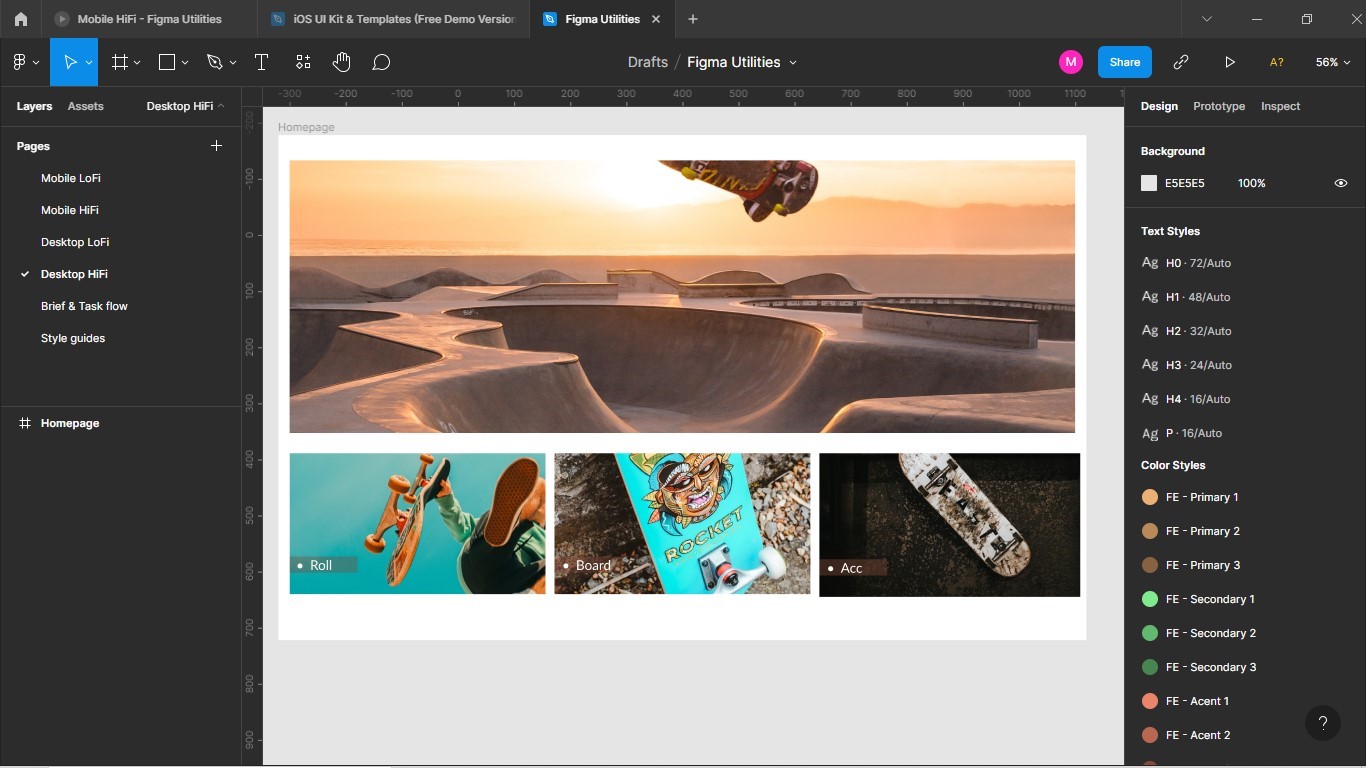 Mobile HiFi - Figma Utilities
iOS UI Kit & Templates (Free Demo Version
Figma Utilities
Drafts / Figma Utilities
M
Share
A?
56%
Layers
Assets
Desktop HiFi
Pages
Mobile LoFi
Mobile HiFi
Desktop LoFi
Desktop HiFi
Brief & Task flow
Style guides
Homepage
-300 -200 -100 0 100 200 300 400 500 600 700 800 900 1000 1100
-200
-100
0
100
200
300
400
500
600
700
800
900
Homepage
ROCKET
Roll
Board
Acc
Design
Prototype
Inspect
Background
E5E5E5 100%
Text Styles
Ag H0 · 72/Auto
Ag H1 · 48/Auto
Ag H2 · 32/Auto
Ag H3 · 24/Auto
Ag H4 · 16/Auto
Ag P · 16/Auto
Color Styles
FE - Primary 1
FE - Primary 2
FE - Primary 3
FE - Secondary 1
FE - Secondary 2
FE - Secondary 3
FE - Acent 1
FE - Acent 2
?